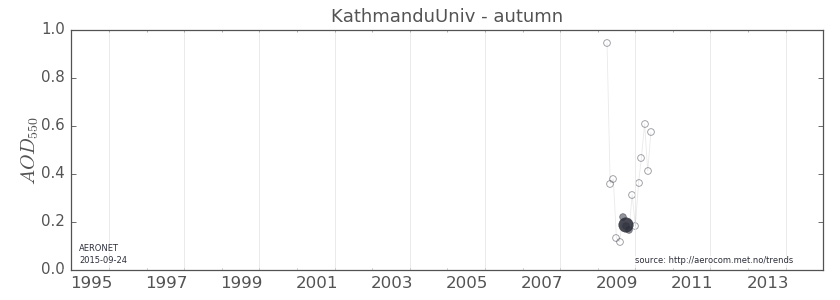 KathmanduUniv - autumn
1.0
0.8
0.6
0.4
0.2
0.0
AOD550
AERONET
2015-09-24
source: http://aerocom.met.no/trends
1995 1997 1999 2001 2003 2005 2007 2009 2011 2013